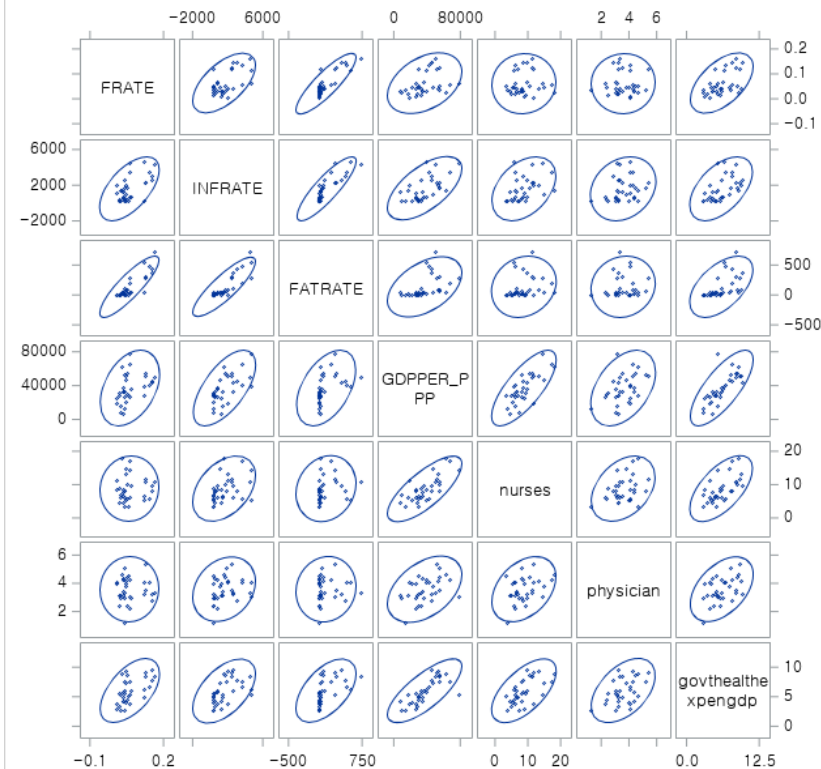 −2000 6000 0 80000 2 4 6
FRATE 0.2
0.1
0.0
−0.1
6000
2000
−2000
INFRATE
FATRATE 500
0
−500
80000
40000
0
GDPPER_P
PP
nurses 20
10
0
6
4
2
physician
govthealthe
xpengdp
10
5
0
−0.1 0.2 −500 750 0 10 20 0.0 12.5